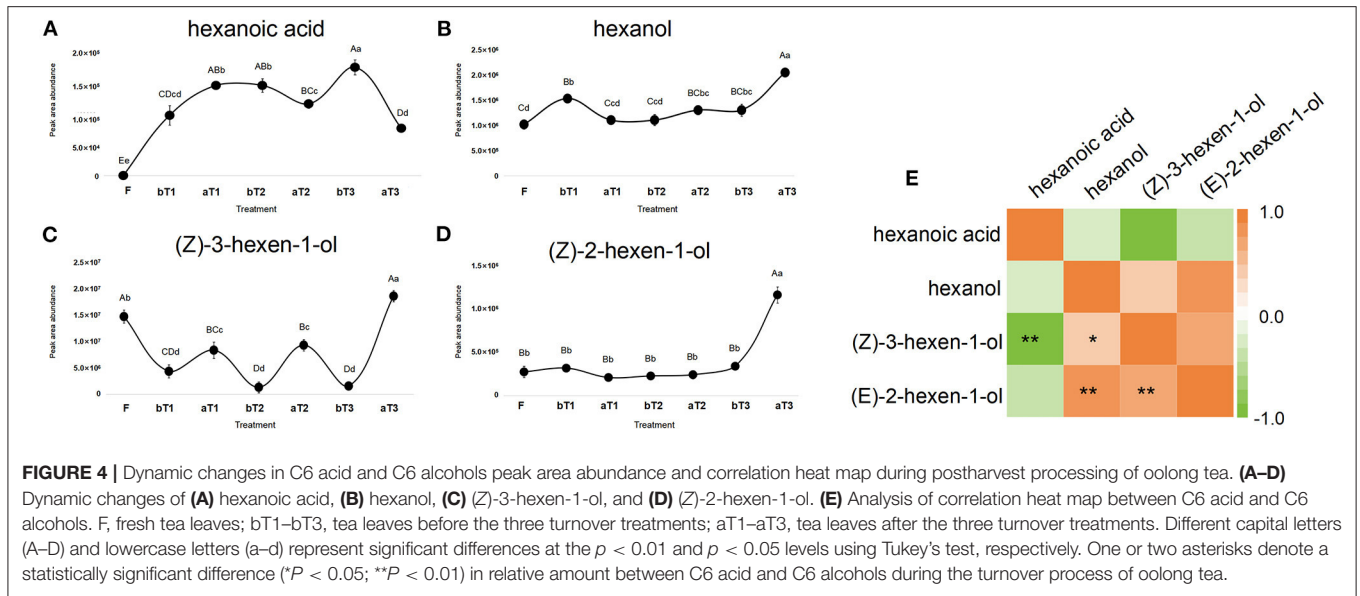 A
hexanoic acid
Peak area abundance
2.0×10⁵
1.5×10⁵
1.0×10⁵
5.0×10⁴
0
Ee
CDcd
ABb
ABb
BCc
Aa
Dd
F bT1 aT1 bT2 aT2 bT3 aT3
Treatment
B
hexanol
Peak area abundance
2.5×10⁶
2.0×10⁶
1.5×10⁶
1.0×10⁶
5.0×10⁵
0
Cd
Bb
Ccd
Ccd
BCbc
BCbc
Aa
F bT1 aT1 bT2 aT2 bT3 aT3
Treatment
C
(Z)-3-hexen-1-ol
Peak area abundance
2.5×10⁷
2.0×10⁷
1.5×10⁷
1.0×10⁷
5.0×10⁶
0
Ab
CDd
BCc
Dd
Bc
Dd
Aa
F bT1 aT1 bT2 aT2 bT3 aT3
Treatment
D
(Z)-2-hexen-1-ol
Peak area abundance
1.5×10⁶
1.0×10⁶
5.0×10⁵
0
Bb
Bb
Bb
Bb
Bb
Bb
Aa
F bT1 aT1 bT2 aT2 bT3 aT3
Treatment
E
hexanoic acid
hexanol
(Z)-3-hexen-1-ol
(E)-2-hexen-1-ol
hexanoic acid
hexanol
(Z)-3-hexen-1-ol
** *
(E)-2-hexen-1-ol
** **
1.0
0.0
-1.0
FIGURE 4 | Dynamic changes in C6 acid and C6 alcohols peak area abundance and correlation heat map during postharvest processing of oolong tea. (A–D)
Dynamic changes of (A) hexanoic acid, (B) hexanol, (C) (Z)-3-hexen-1-ol, and (D) (Z)-2-hexen-1-ol. (E) Analysis of correlation heat map between C6 acid and C6
alcohols. F, fresh tea leaves; bT1–bT3, tea leaves before the three turnover treatments; aT1–aT3, tea leaves after the three turnover treatments. Different capital letters
(A–D) and lowercase letters (a–d) represent significant differences at the p < 0.01 and p < 0.05 levels using Tukey's test, respectively. One or two asterisks denote a
statistically significant difference (*P < 0.05; **P < 0.01) in relative amount between C6 acid and C6 alcohols during the turnover process of oolong tea.